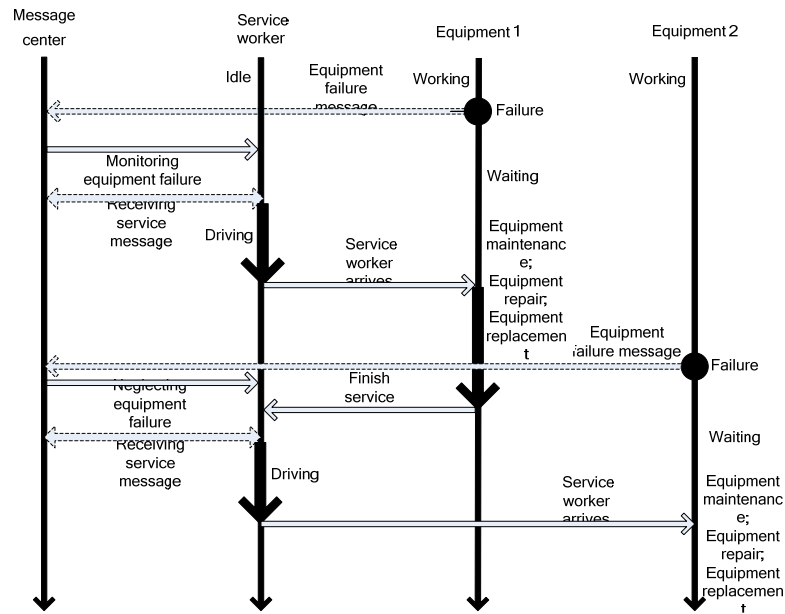 Message
center
Service
worker
Equipment 1
Equipment 2
Idle
Equipment
failure
message
Working
Working
Failure
Monitoring
equipment failure
Waiting
Receiving
service
message
Driving
Service
worker
arrives
Equipment
maintenanc
e;
Equipment
repair;
Equipment
replacemen
t
Equipment
failure message
Failure
Neglecting
equipment
failure
Finish
service
Receiving
service
message
Waiting
Driving
Service
worker
arrives
Equipment
maintenanc
e;
Equipment
repair;
Equipment
replacemen
t